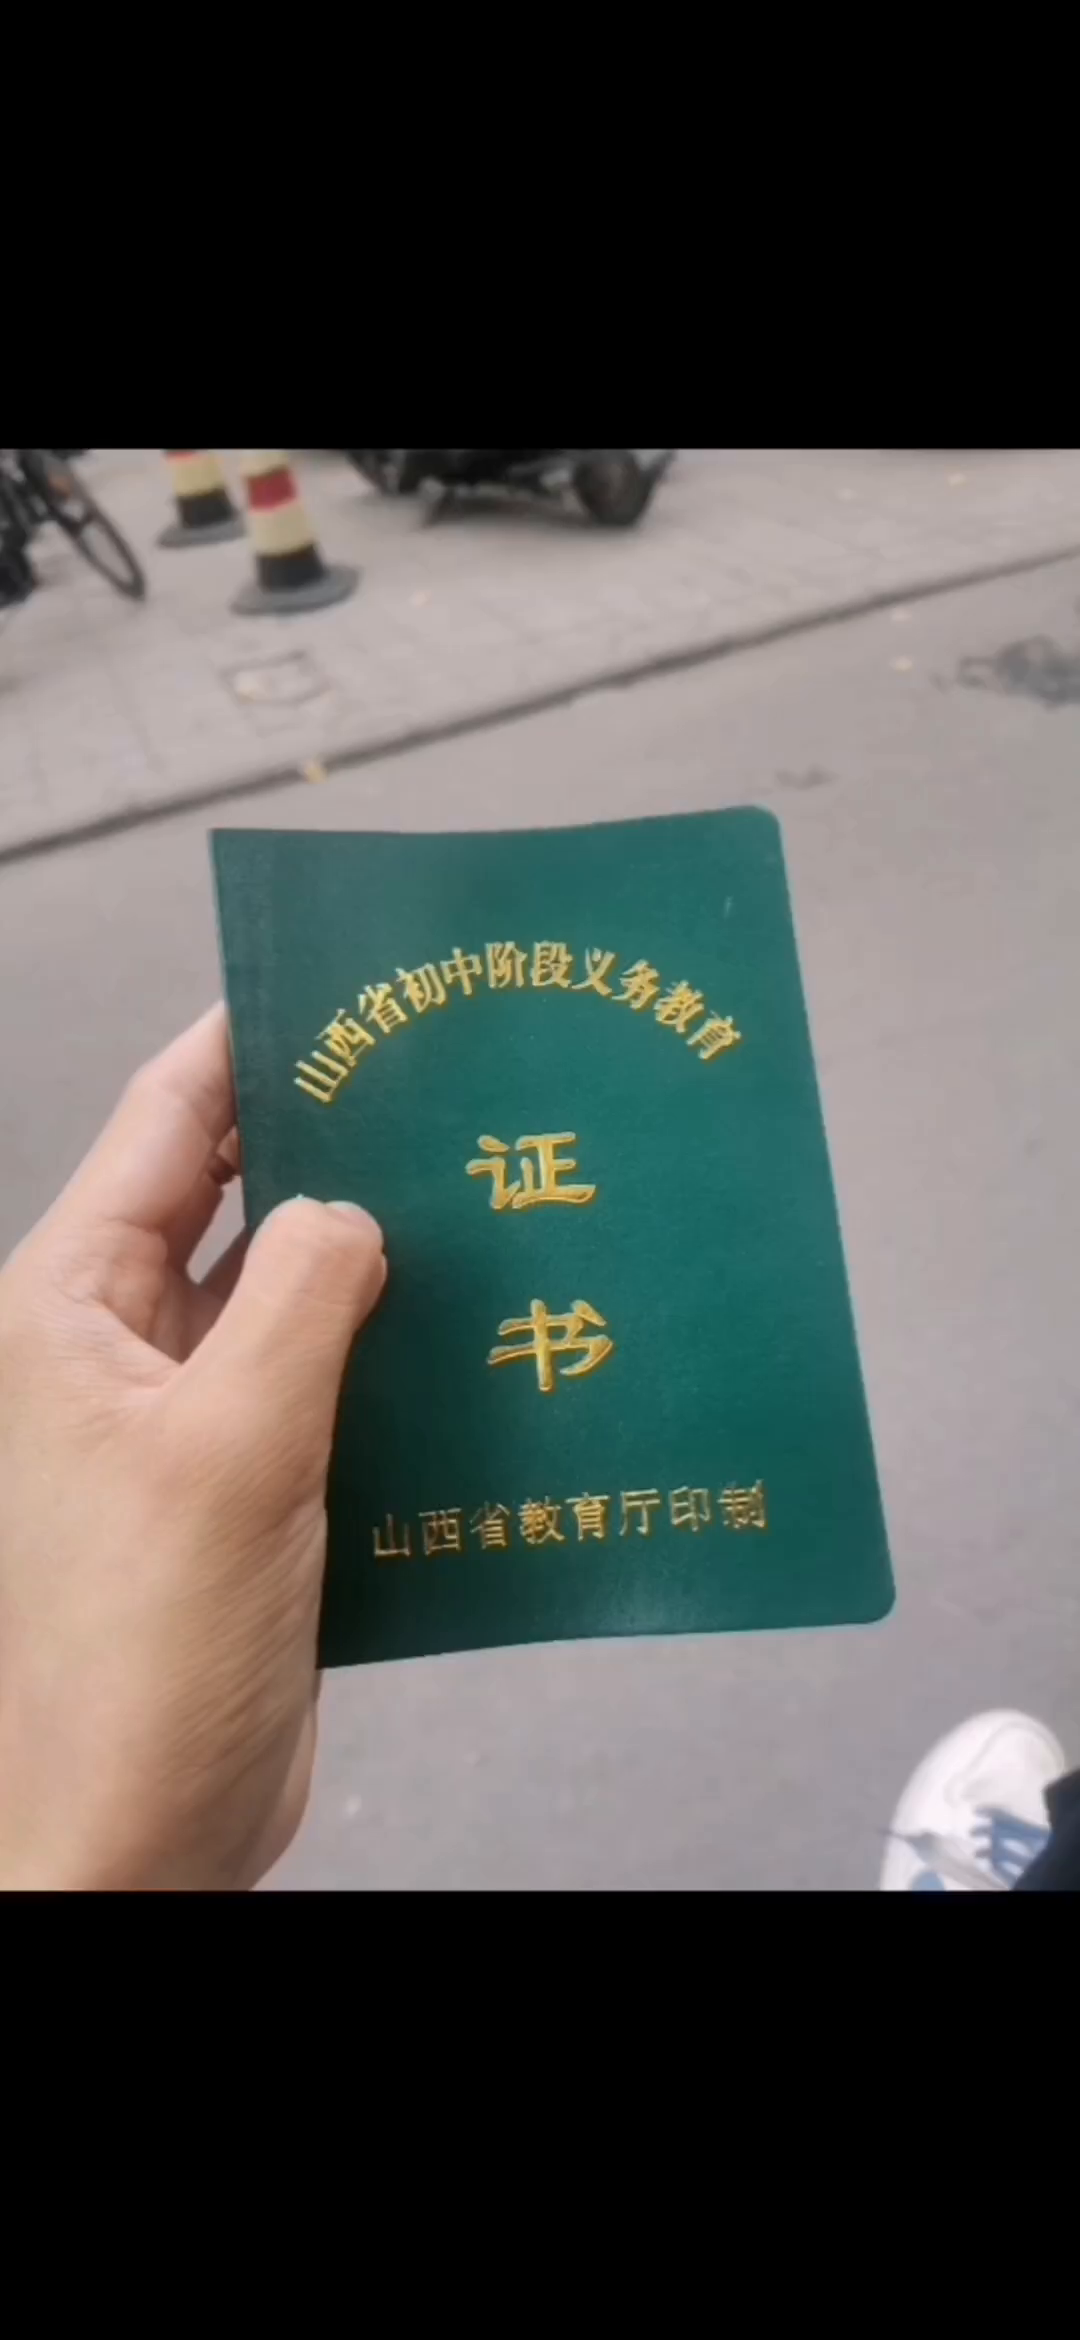 山西省初中阶段义务教育
证
书
山西省教育厅印制